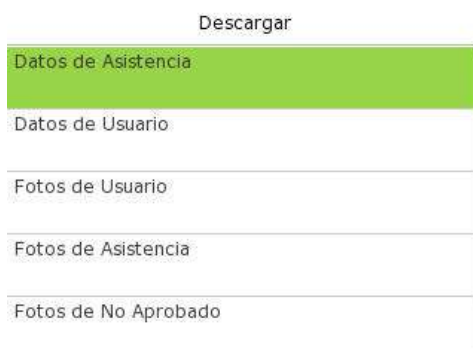 Descargar
Datos de Asistencia
Datos de Usuario
Fotos de Usuario
Fotos de Asistencia
Fotos de No Aprobado